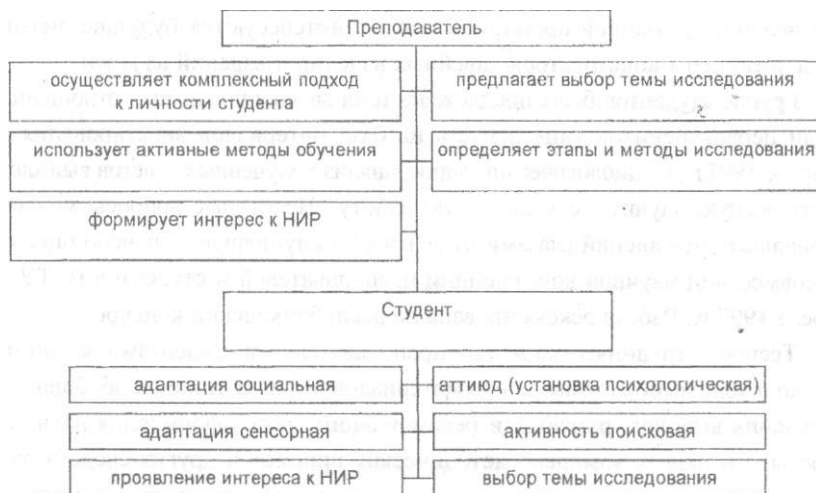 Преподаватель
осуществляет комплексный подход
к личности студента
предлагает выбор темы исследования
использует активные методы обучения
определяет этапы и методы исследования
формирует интерес к НИР
Студент
адаптация социальная
аттиюд (установка психологическая)
адаптация сенсорная
активность поисковая
проявление интереса к НИР
выбор темы исследования